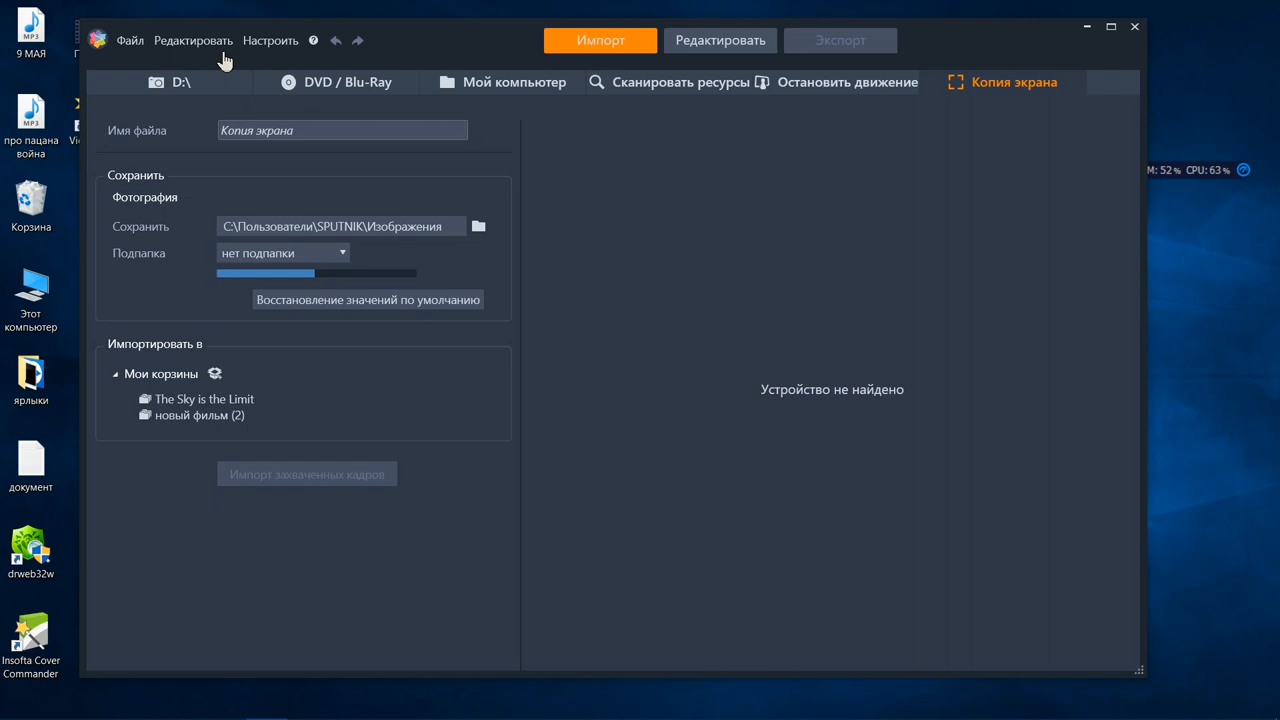 Файл Редактировать Настроить ?
Импорт Редактировать Экспорт
D:\ DVD / Blu-Ray Мой компьютер Сканировать ресурсы Остановить движение Копия экрана
Имя файла Копия экрана
Сохранить
Фотография
Сохранить C:\Пользователи\SPUTNIK\Изображения
Подпапка нет подпапки
Восстановление значений по умолчанию
Импортировать в
Мои корзины
The Sky is the Limit
новый фильм (2)
Импорт захваченных кадров
Устройство не найдено
M: 52% CPU: 63%
MP3
9 МАЯ
MP3
про пацана
война
Корзина
Этот
компьютер
ярлыки
документ
drweb32w
Insofta Cover
Commander